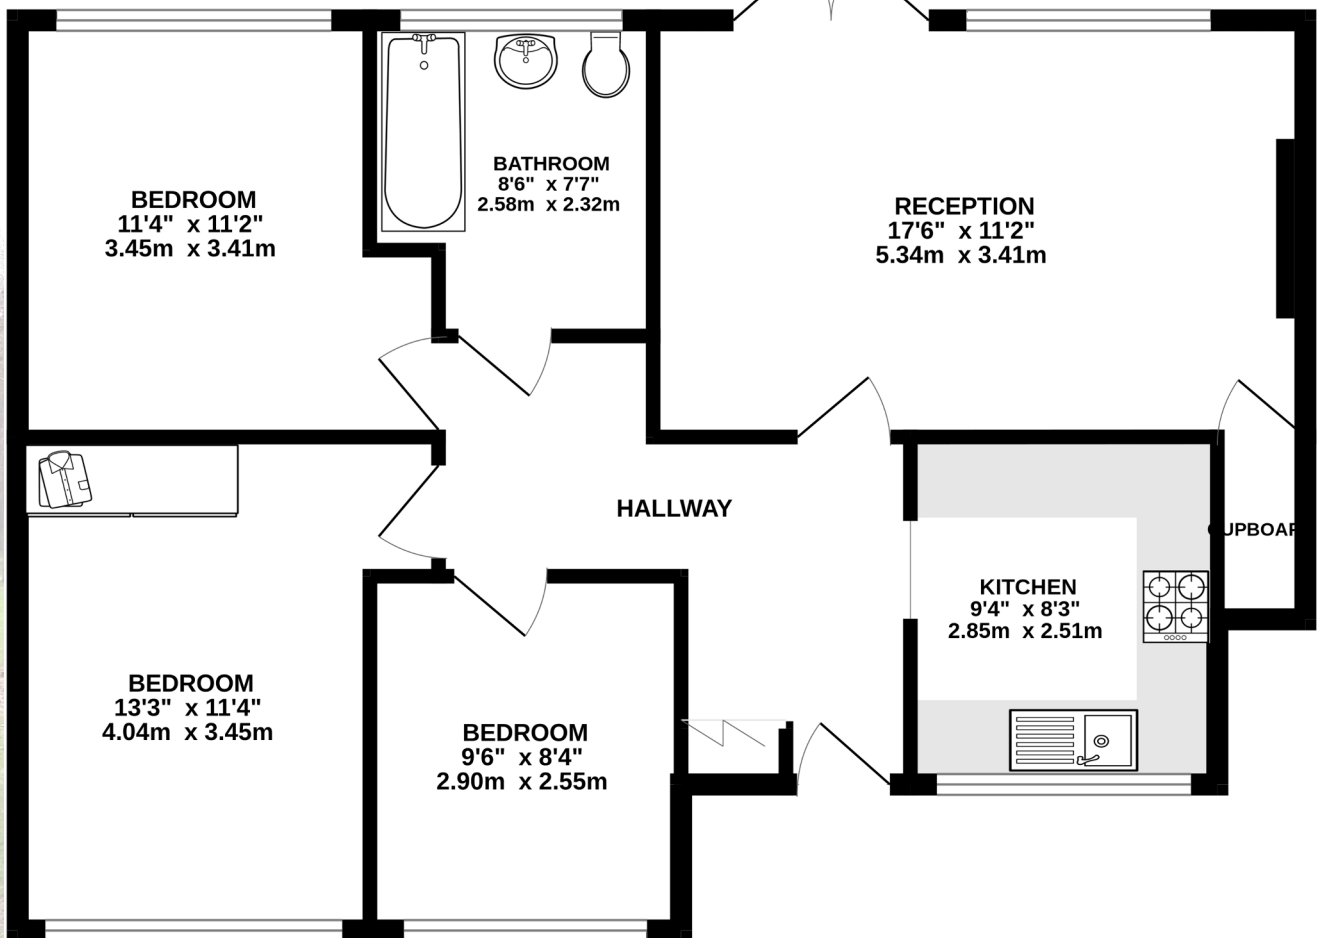 BEDROOM
11'4" x 11'2"
3.45m x 3.41m
BATHROOM
8'6" x 7'7"
2.58m x 2.32m
RECEPTION
17'6" x 11'2"
5.34m x 3.41m
HALLWAY
CUPBOAR
KITCHEN
9'4" x 8'3"
2.85m x 2.51m
BEDROOM
13'3" x 11'4"
4.04m x 3.45m
BEDROOM
9'6" x 8'4"
2.90m x 2.55m